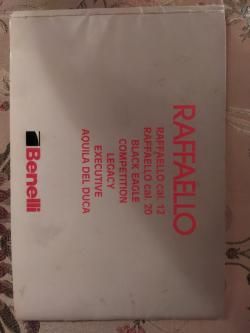 RAFFAELLO
RAFFAELLO cal. 12
RAFFAELLO cal. 20
BLACK EAGLE
COMPETITION
LEGACY
EXECUTIVE
AQUILA DEL DUCA
Benelli